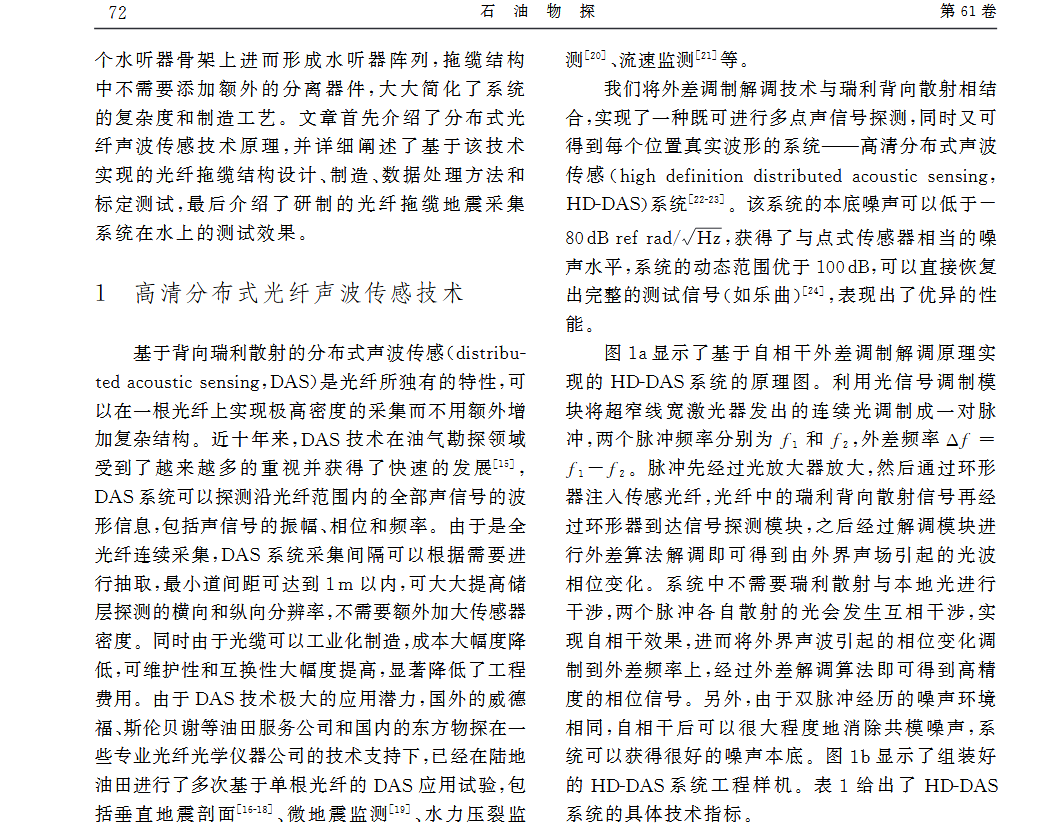 72
石 油 物 探
第 61 卷
个水听器骨架上进而形成水听器阵列,拖缆结构
中不需要添加额外的分离器件,大大简化了系统
的复杂度和制造工艺。文章首先介绍了分布式光
纤声波传感技术原理,并详细阐述了基于该技术
实现的光纤拖缆结构设计、制造、数据处理方法和
标定测试,最后介绍了研制的光纤拖缆地震采集
系统在水上的测试效果。
1 高清分布式光纤声波传感技术
基于背向瑞利散射的分布式声波传感(distribu-
ted acoustic sensing,DAS)是光纤所独有的特性,可
以在一根光纤上实现极高密度的采集而不用额外增
加复杂结构。近十年来,DAS 技术在油气勘探领域
受到了越来越多的重视并获得了快速的发展[15],
DAS 系统可以探测沿光纤范围内的全部声信号的波
形信息,包括声信号的振幅、相位和频率。由于是全
光纤连续采集,DAS 系统采集间隔可以根据需要进
行抽取,最小道间距可达到 1 m 以内,可大大提高储
层探测的横向和纵向分辨率,不需要额外加大传感器
密度。同时由于光缆可以工业化制造,成本大幅度降
低,可维护性和互换性大幅度提高,显著降低了工程
费用。由于 DAS 技术极大的应用潜力,国外的威德
福、斯伦贝谢等油田服务公司和国内的东方物探在一
些专业光纤光学仪器公司的技术支持下,已经在陆地
油田进行了多次基于单根光纤的 DAS 应用试验,包
括垂直地震剖面[16-18]、微地震监测[19]、水力压裂监
测[20]、流速监测[21]等。
我们将外差调制解调技术与瑞利背向散射相结
合,实现了一种既可进行多点声信号探测,同时又可
得到每个位置真实波形的系统——高清分布式声波
传感(high definition distributed acoustic sensing,
HD-DAS)系统[22-23]。该系统的本底噪声可以低于－
80 dB ref rad/√Hz,获得了与点式传感器相当的噪
声水平,系统的动态范围优于 100 dB,可以直接恢复
出完整的测试信号(如乐曲)[24],表现出了优异的性
能。
图 1a 显示了基于自相干外差调制解调原理实
现的 HD-DAS 系统的原理图。利用光信号调制模
块将超窄线宽激光器发出的连续光调制成一对脉
冲,两个脉冲频率分别为 f₁ 和 f₂,外差频率 Δf =
f₁－f₂。脉冲先经过光放大器放大,然后通过环形
器注入传感光纤,光纤中的瑞利背向散射信号再经
过环形器到达信号探测模块,之后经过解调模块进
行外差算法解调即可得到由外界声场引起的光波
相位变化。系统中不需要瑞利散射与本地光进行
干涉,两个脉冲各自散射的光会发生互相干涉,实
现自相干效果,进而将外界声波引起的相位变化调
制到外差频率上,经过外差解调算法即可得到高精
度的相位信号。另外,由于双脉冲经历的噪声环境
相同,自相干后可以很大程度地消除共模噪声,系
统可以获得很好的噪声本底。图 1b 显示了组装好
的 HD-DAS 系统工程样机。表 1 给出了 HD-DAS
系统的具体技术指标。